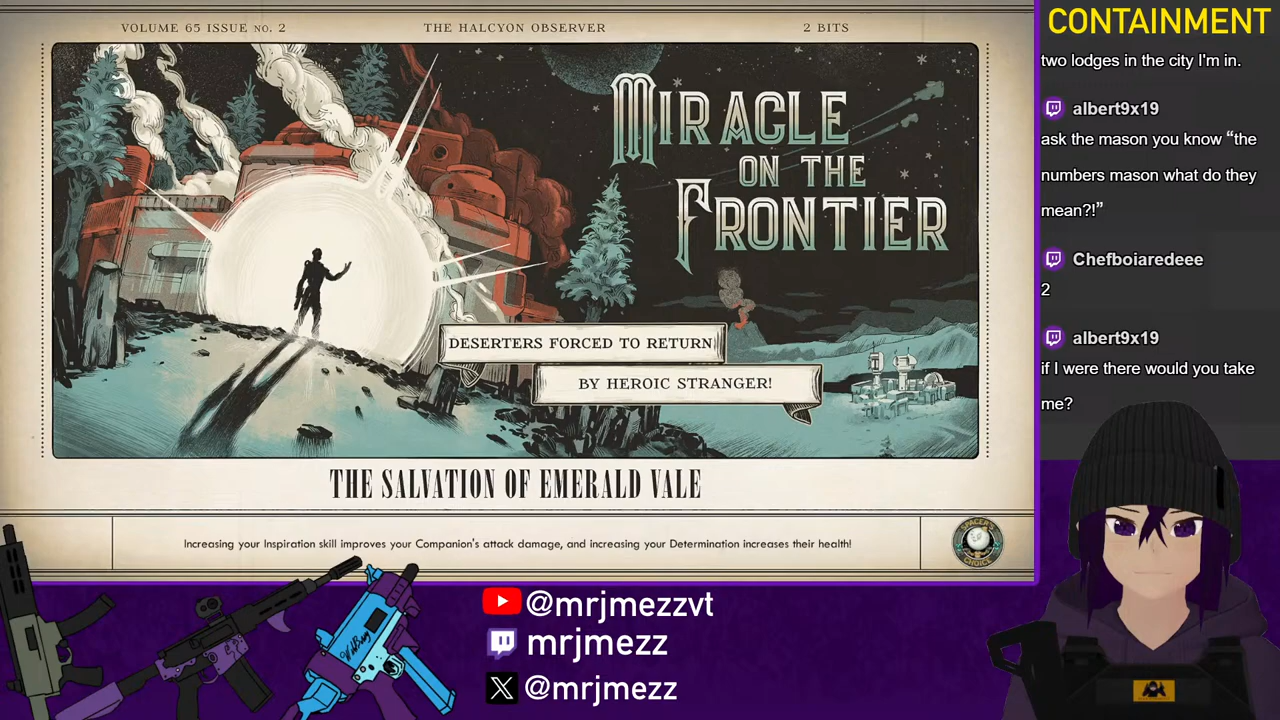 VOLUME 65 ISSUE NO. 2
THE HALCYON OBSERVER
2 BITS
MIRACLE
ON THE
FRONTIER
DESERTERS FORCED TO RETURN
BY HEROIC STRANGER!
THE SALVATION OF EMERALD VALE
Increasing your Inspiration skill improves your Companion's attack damage, and increasing your Determination increases their health!
SPACER'S
CHOICE
CONTAINMENT
two lodges in the city I'm in.
albert9x19
ask the mason you know “the
numbers mason what do they
mean?!”
Chefboiaredeee
2
albert9x19
if I were there would you take
me?
@mrjmezzvt
mrjmezz
@mrjmezz